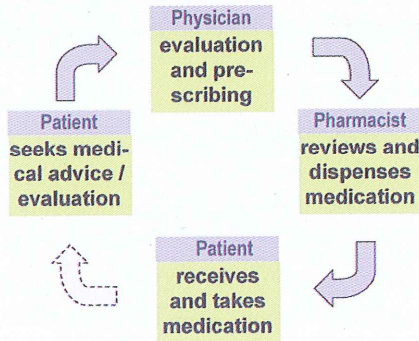 Physician
evaluation
and pre-
scribing
Patient
seeks medi-
cal advice /
evaluation
Pharmacist
reviews and
dispenses
medication
Patient
receives
and takes
medication